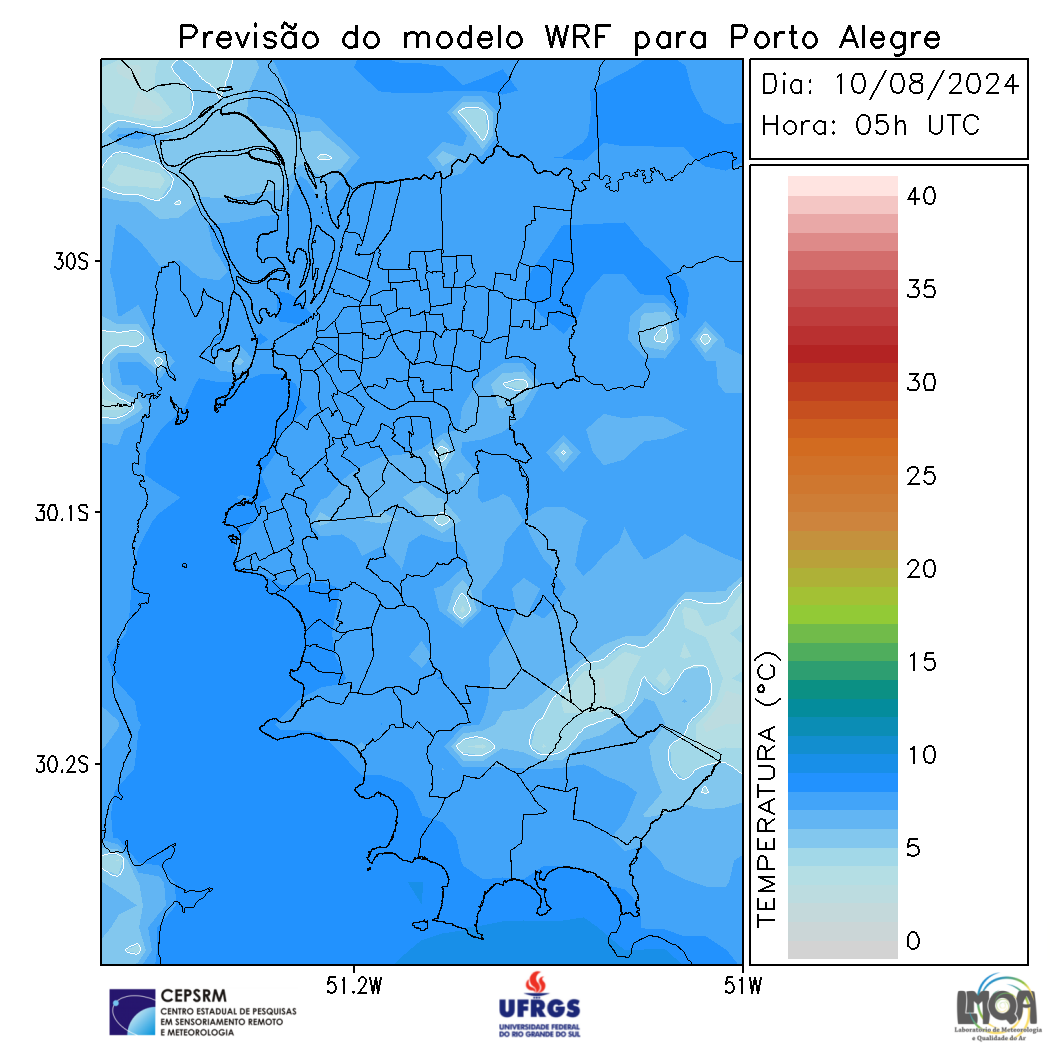 Previsão do modelo WRF para Porto Alegre
Dia: 10/08/2024
Hora: 05h UTC
30S
30.1S
30.2S
51.2W
51W
TEMPERATURA (°C)
40
35
30
25
20
15
10
5
0
CEPSRM
CENTRO ESTADUAL DE PESQUISAS
EM SENSORIAMENTO REMOTO
E METEOROLOGIA
UFRGS
UNIVERSIDADE FEDERAL
DO RIO GRANDE DO SUL
LMQA
Laboratório de Meteorologia
e Qualidade do Ar